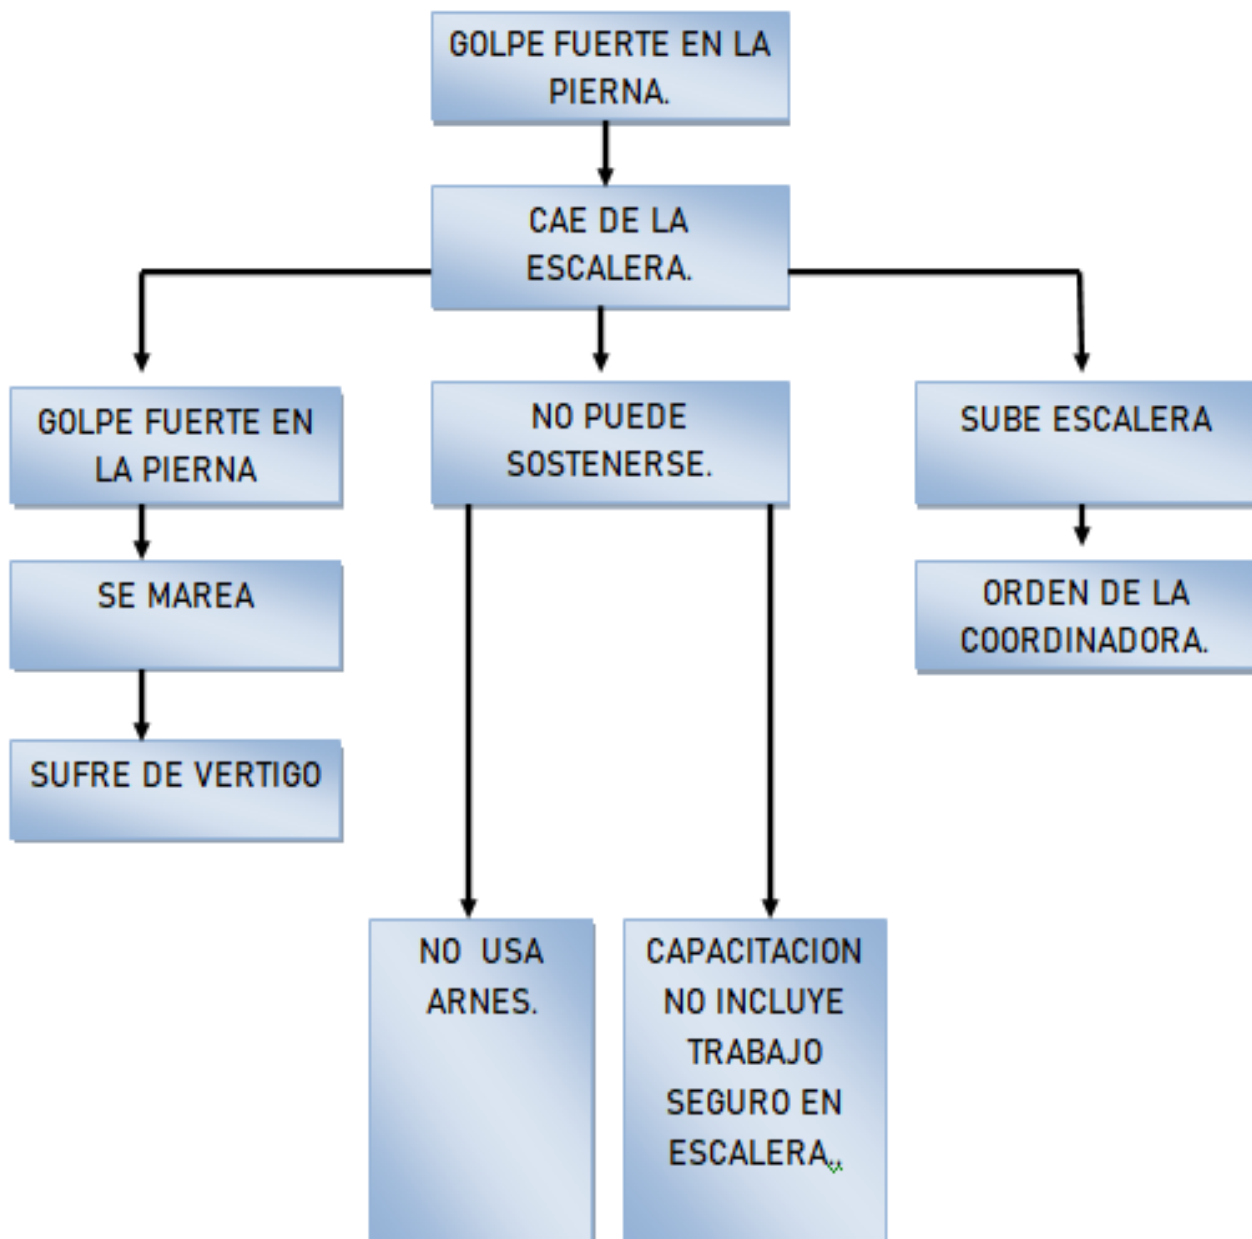 GOLPE FUERTE EN LA
PIERNA.
CAE DE LA
ESCALERA.
GOLPE FUERTE EN
LA PIERNA
NO PUEDE
SOSTENERSE.
SUBE ESCALERA
SE MAREA
ORDEN DE LA
COORDINADORA.
SUFRE DE VERTIGO
NO  USA
ARNES.
CAPACITACION
NO INCLUYE
TRABAJO
SEGURO EN
ESCALERA..